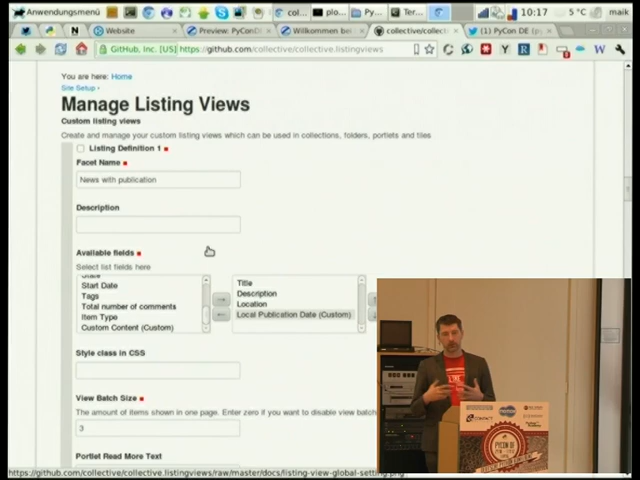 Anwendungsmenü
col...
plo...
Py...
Ter...
10:17
5 °C
maik
Website
Preview: PyConDE
Willkommen be
collective/collec
(1) PyCon DE (p
GitHub, Inc. [US] https://github.com/collective/collective.listingviews
You are here: Home
Site Setup ›
Manage Listing Views
Custom listing views
Create and manage your custom listing views which can be used in collections, folders, portlets and titles
Listing Definition 1
Facet Name
News with publication
Description
Available fields
Select list fields here
State
Start Date
Tags
Total number of comments
Item Type
Custom Content (Custom)
Title
Description
Location
Local Publication Date (Custom)
Style class in CSS
View Batch Size
The amount of items shown in one page. Enter zero if you want to disable view batch
3
Portlet Read More Text
https://github.com/collective/collective.listingviews/raw/master/docs/listing-view-global-setting.png
PYCON DE